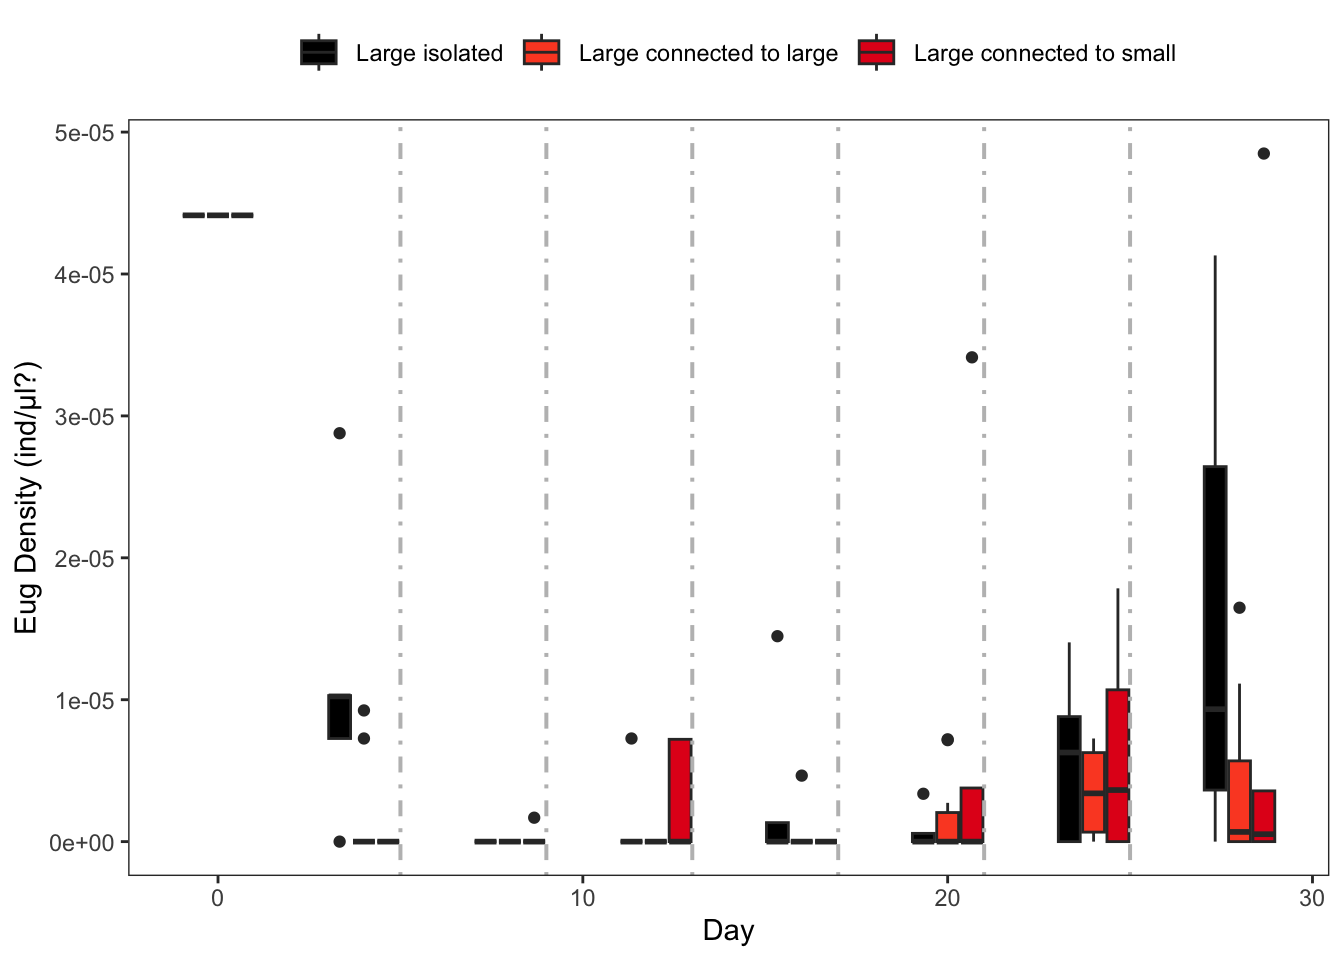 Large isolated Large connected to large Large connected to small
5e-05
4e-05
3e-05
2e-05
1e-05
0e+00
Eug Density (ind/μl?)
0 10 20 30
Day